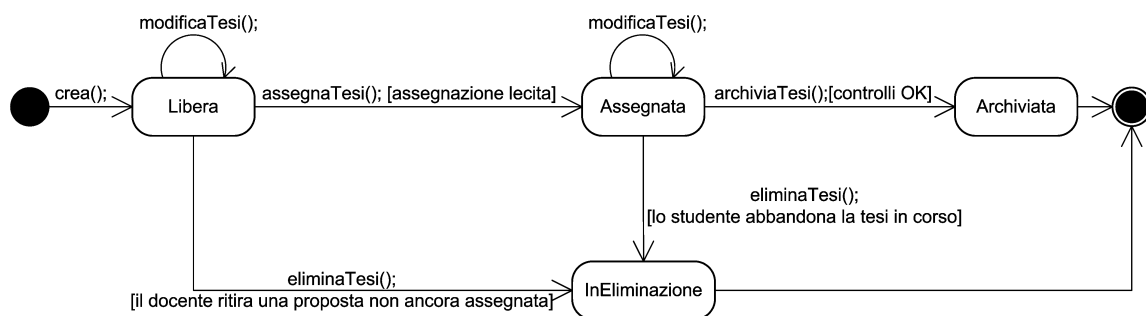 modificaTesi();
modificaTesi();
crea();
Libera
assegnaTesi(); [assegnazione lecita]
Assegnata
archiviaTesi();[controlli OK]
Archiviata
eliminaTesi();
[lo studente abbandona la tesi in corso]
eliminaTesi();
[il docente ritira una proposta non ancora assegnata]
InEliminazione